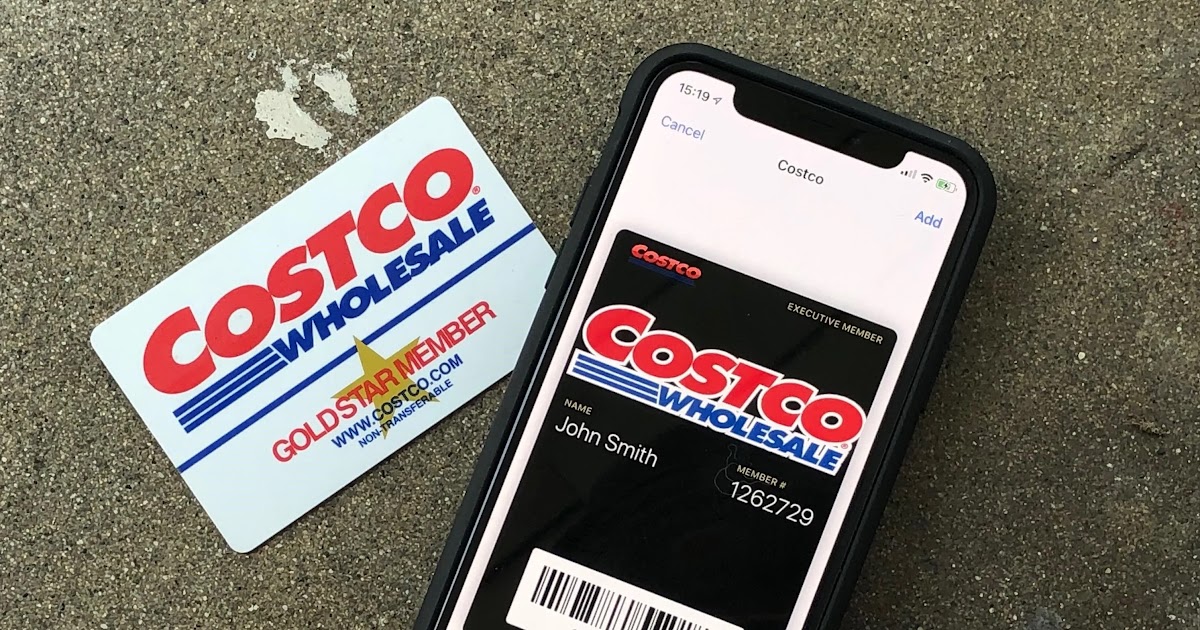 COSTCO
WHOLESALE
GOLD STAR MEMBER
WWW.COSTCO.COM
NON-TRANSFERABLE
15:19
Cancel
Costco
Add
COSTCO
EXECUTIVE MEMBER
COSTCO
WHOLESALE
NAME
John Smith
MEMBER #
1262729